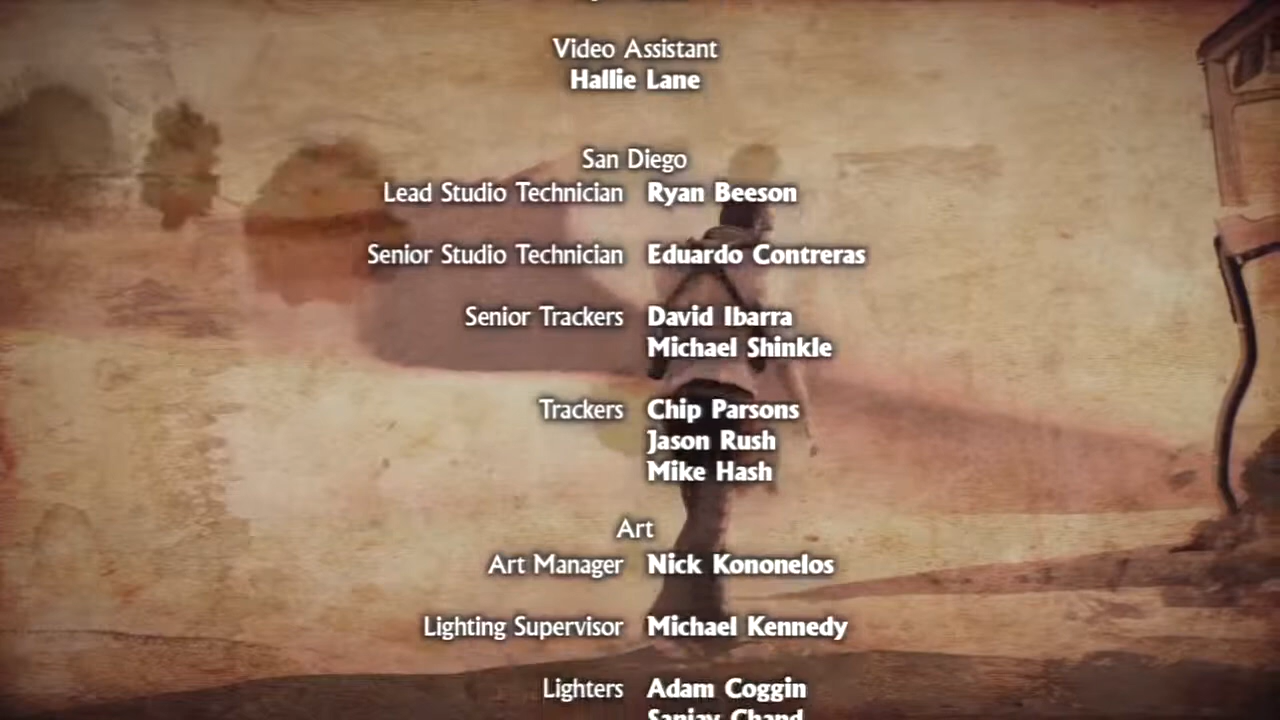 Video Assistant
Hallie Lane
San Diego
Lead Studio Technician Ryan Beeson
Senior Studio Technician Eduardo Contreras
Senior Trackers David Ibarra
Michael Shinkle
Trackers Chip Parsons
Jason Rush
Mike Hash
Art
Art Manager Nick Kononelos
Lighting Supervisor Michael Kennedy
Lighters Adam Coggin
Sanjay Chand